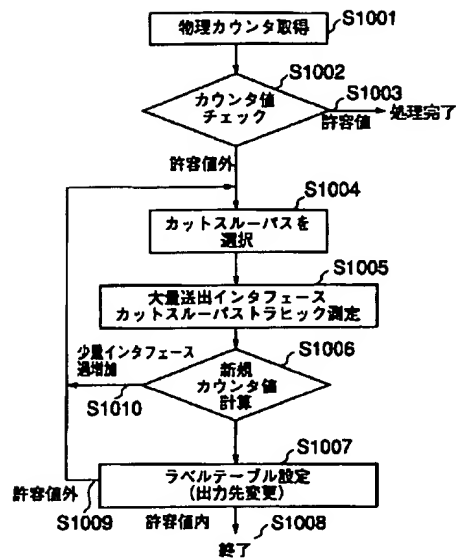 物理カウンタ取得
S1001
S1002
カウンタ値
チェック
S1003
許容値
処理完了
許容値外
S1004
カットスルーパスを
選択
S1005
大量送出インタフェース
カットスルーパストラヒック測定
少量インタフェース
過増加
S1006
新規
カウンタ値
計算
S1010
S1007
ラベルテーブル設定
(出力先変更)
許容値外
S1009
許容値内
S1008
終了